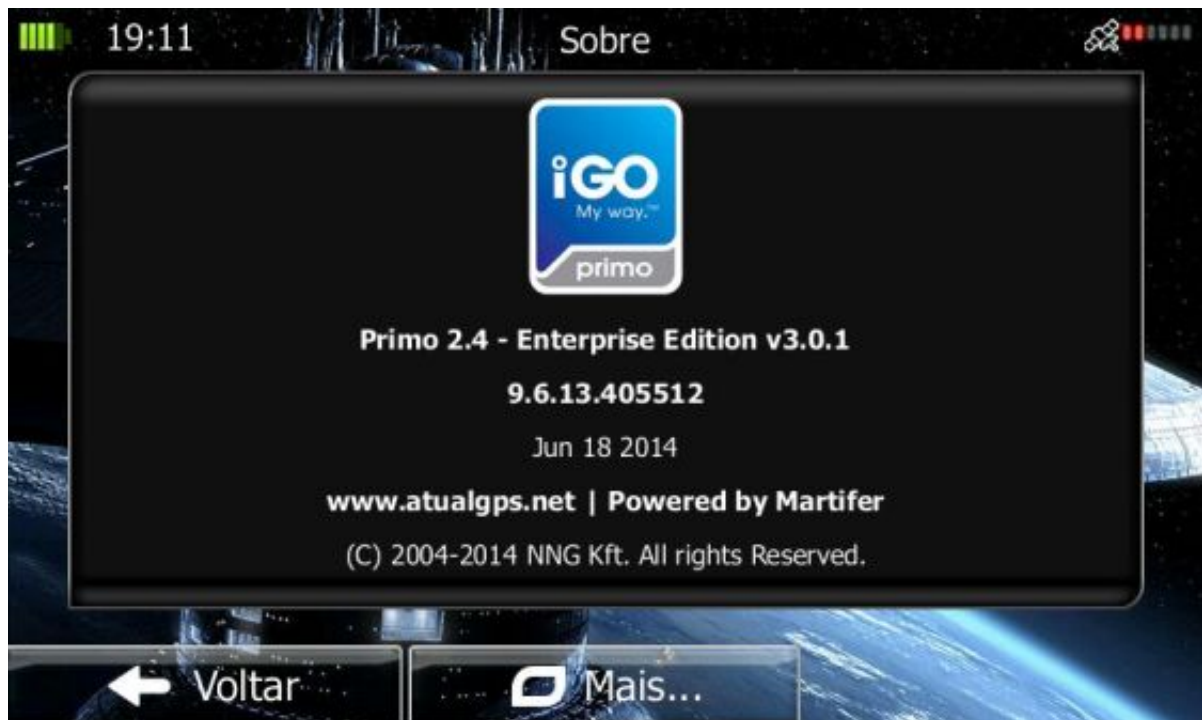 19:11
Sobre
iGO
My way.™
primo
Primo 2.4 - Enterprise Edition v3.0.1
9.6.13.405512
Jun 18 2014
www.atualgps.net | Powered by Martifer
(C) 2004-2014 NNG Kft. All rights Reserved.
Voltar
Mais...